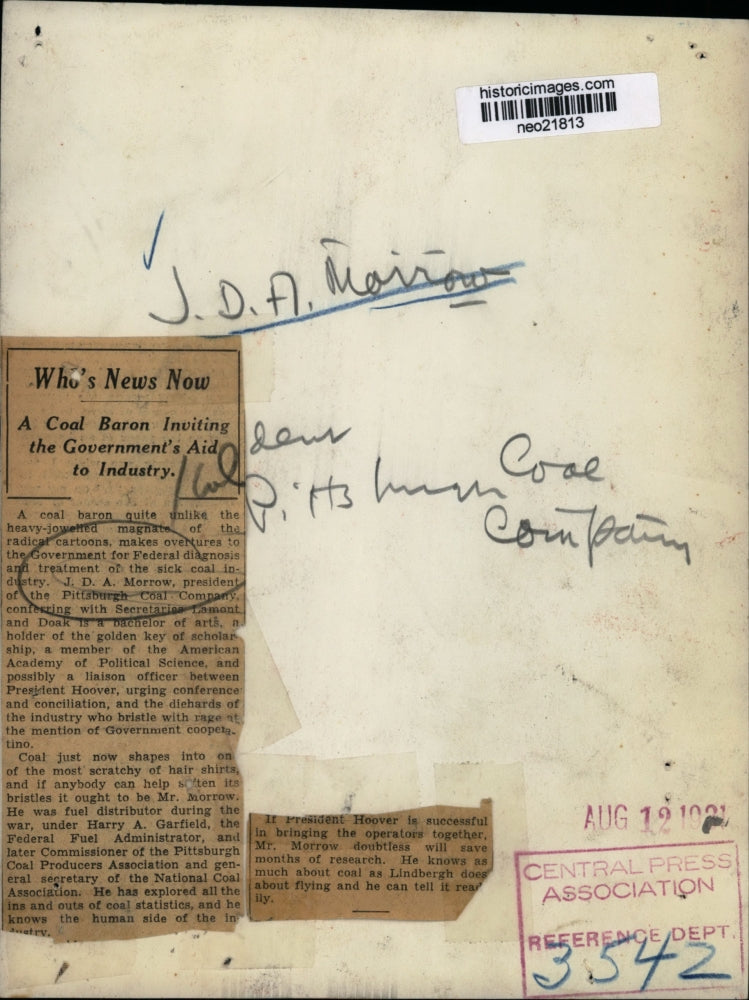 historicimages.com
neo21813
J. D. A. Morrow
Who's News Now
A Coal Baron Inviting
the Government's Aid
to Industry.
Pittsburgh Coal
Company
A coal baron quite unlike the
heavy-jowelled magnate of the
radical cartoons, makes overtures to
the Government for Federal diagnosis
and treatment of the sick coal in-
dustry. J. D. A. Morrow, president
of the Pittsburgh Coal Company,
conferring with Secretaries Lamont
and Doak is a bachelor of arts, a
holder of the golden key of scholar-
ship, a member of the American
Academy of Political Science, and
possibly a liaison officer between
President Hoover, urging conference
and conciliation, and the diehards of
the industry who bristle with rage at
the mention of Government coopera-
tino.
Coal just now shapes into on
of the most scratchy of hair shirts,
and if anybody can help soften its
bristles it ought to be Mr. Morrow.
He was fuel distributor during the
war, under Harry A. Garfield, the
Federal Fuel Administrator, and
later Commissioner of the Pittsburgh
Coal Producers Association and gen-
eral secretary of the National Coal
Association. He has explored all the
ins and outs of coal statistics, and he
knows the human side of the in-
dustry.
If President Hoover is successful
in bringing the operators together,
Mr. Morrow doubtless will save
months of research. He knows as
much about coal as Lindbergh does
about flying and he can tell it read
ily.
AUG 12
CENTRAL PRESS
ASSOCIATION
REFERENCE DEPT.
3542